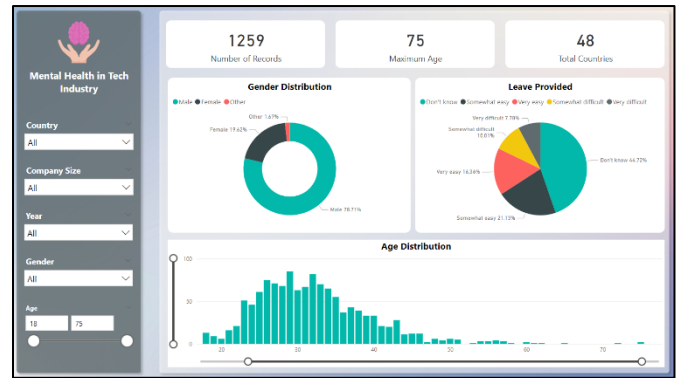 Mental Health in Tech
Industry
Country
All
Company Size
All
Year
All
Gender
All
Age
18 75
1259
Number of Records
75
Maximum Age
48
Total Countries
Gender Distribution
Male Female Other
Other 1.67%
Female 19.62%
Male 78.71%
Leave Provided
Don't know Somewhat easy Very easy Somewhat difficult Very difficult
Very difficult 7.78%
Somewhat difficult
10.01%
Very easy 16.36%
Somewhat easy 21.13%
Don't know 44.72%
Age Distribution
100
50
0
20 30 40 50 60 70